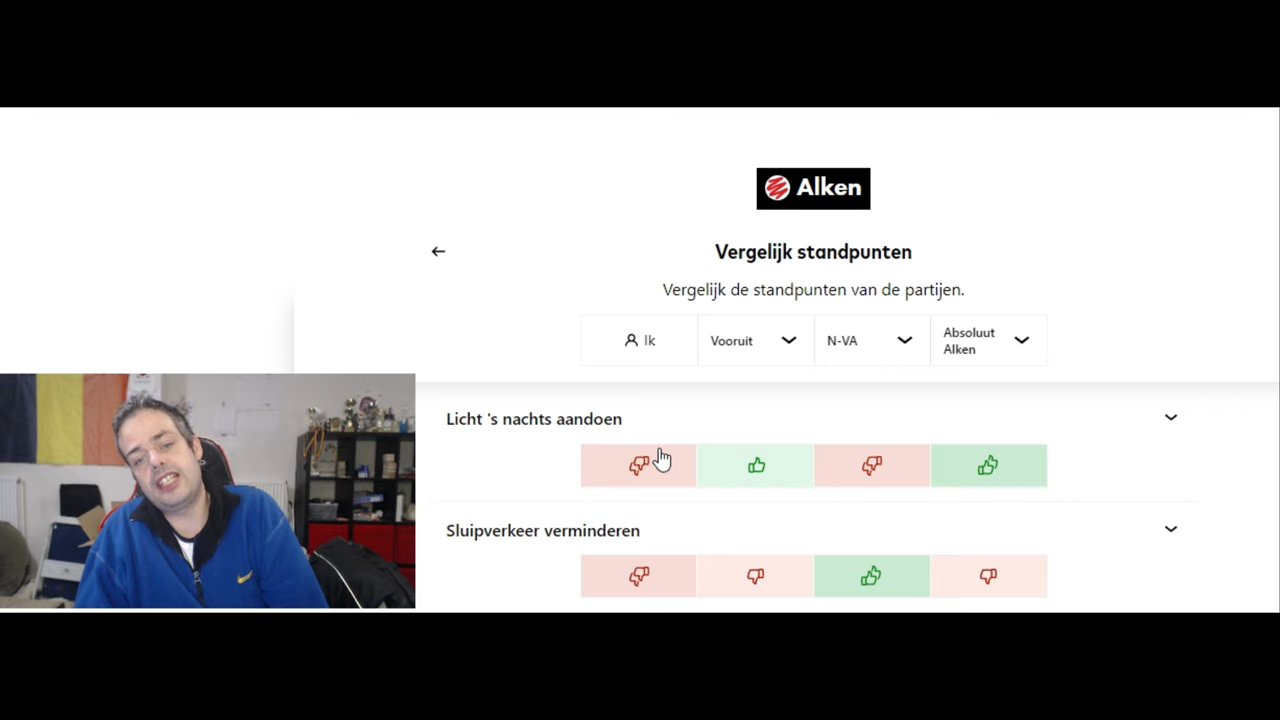 Alken
Vergelijk standpunten
Vergelijk de standpunten van de partijen.
Ik
Vooruit
N-VA
Absoluut
Alken
Licht 's nachts aandoen
Sluipverkeer verminderen